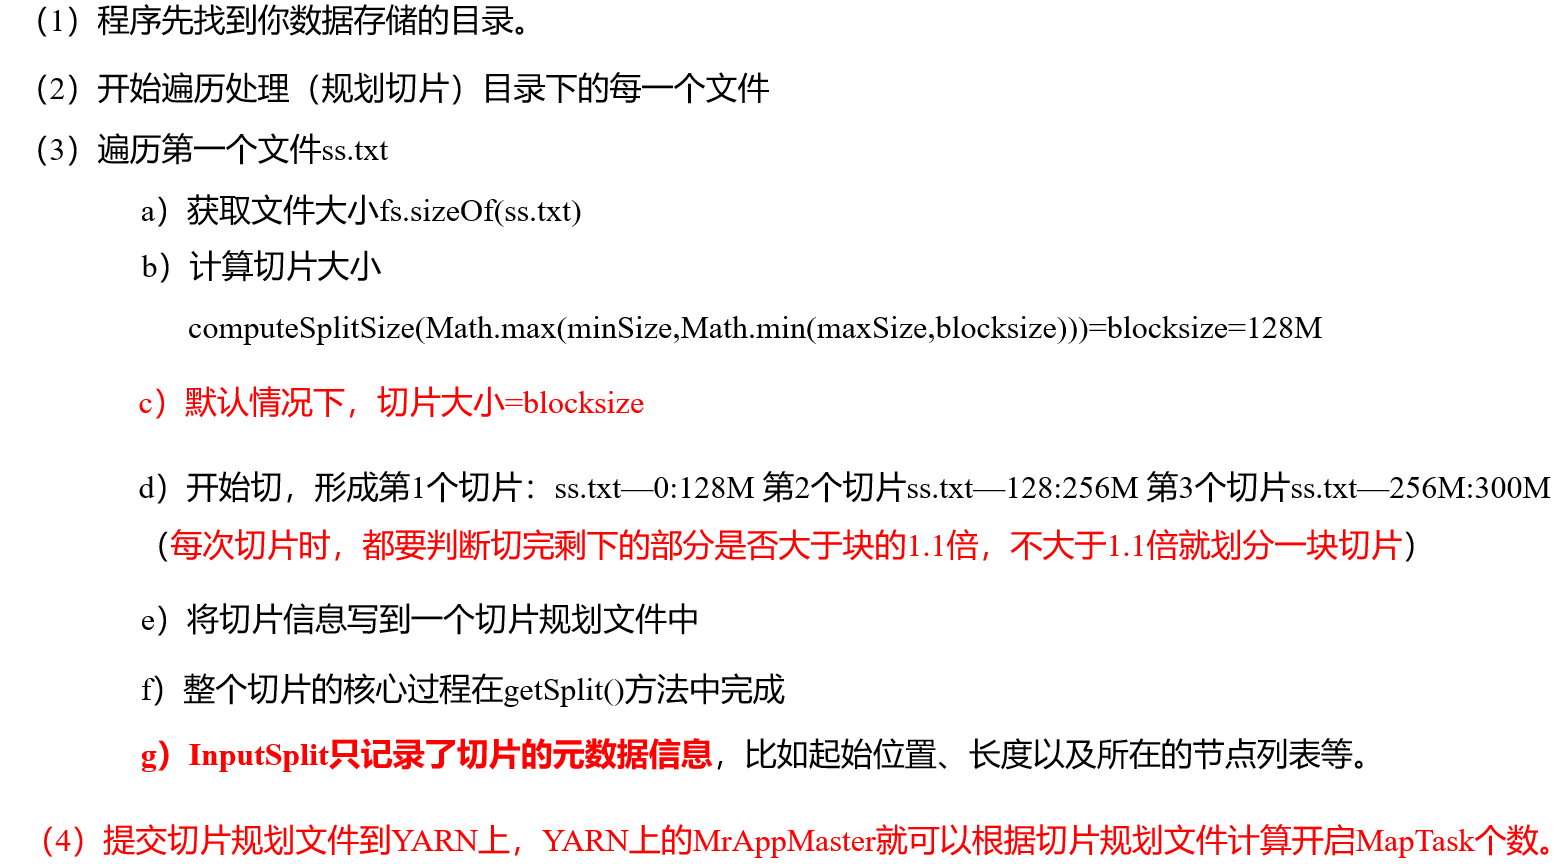 （1）程序先找到你数据存储的目录。
（2）开始遍历处理（规划切片）目录下的每一个文件
（3）遍历第一个文件ss.txt
a）获取文件大小fs.sizeOf(ss.txt)
b）计算切片大小
computeSplitSize(Math.max(minSize,Math.min(maxSize,blocksize)))=blocksize=128M
c）默认情况下，切片大小=blocksize
d）开始切，形成第1个切片：ss.txt—0:128M 第2个切片ss.txt—128:256M 第3个切片ss.txt—256M:300M
（每次切片时，都要判断切完剩下的部分是否大于块的1.1倍，不大于1.1倍就划分一块切片）
e）将切片信息写到一个切片规划文件中
f）整个切片的核心过程在getSplit()方法中完成
g）InputSplit只记录了切片的元数据信息，比如起始位置、长度以及所在的节点列表等。
（4）提交切片规划文件到YARN上，YARN上的MrAppMaster就可以根据切片规划文件计算开启MapTask个数。